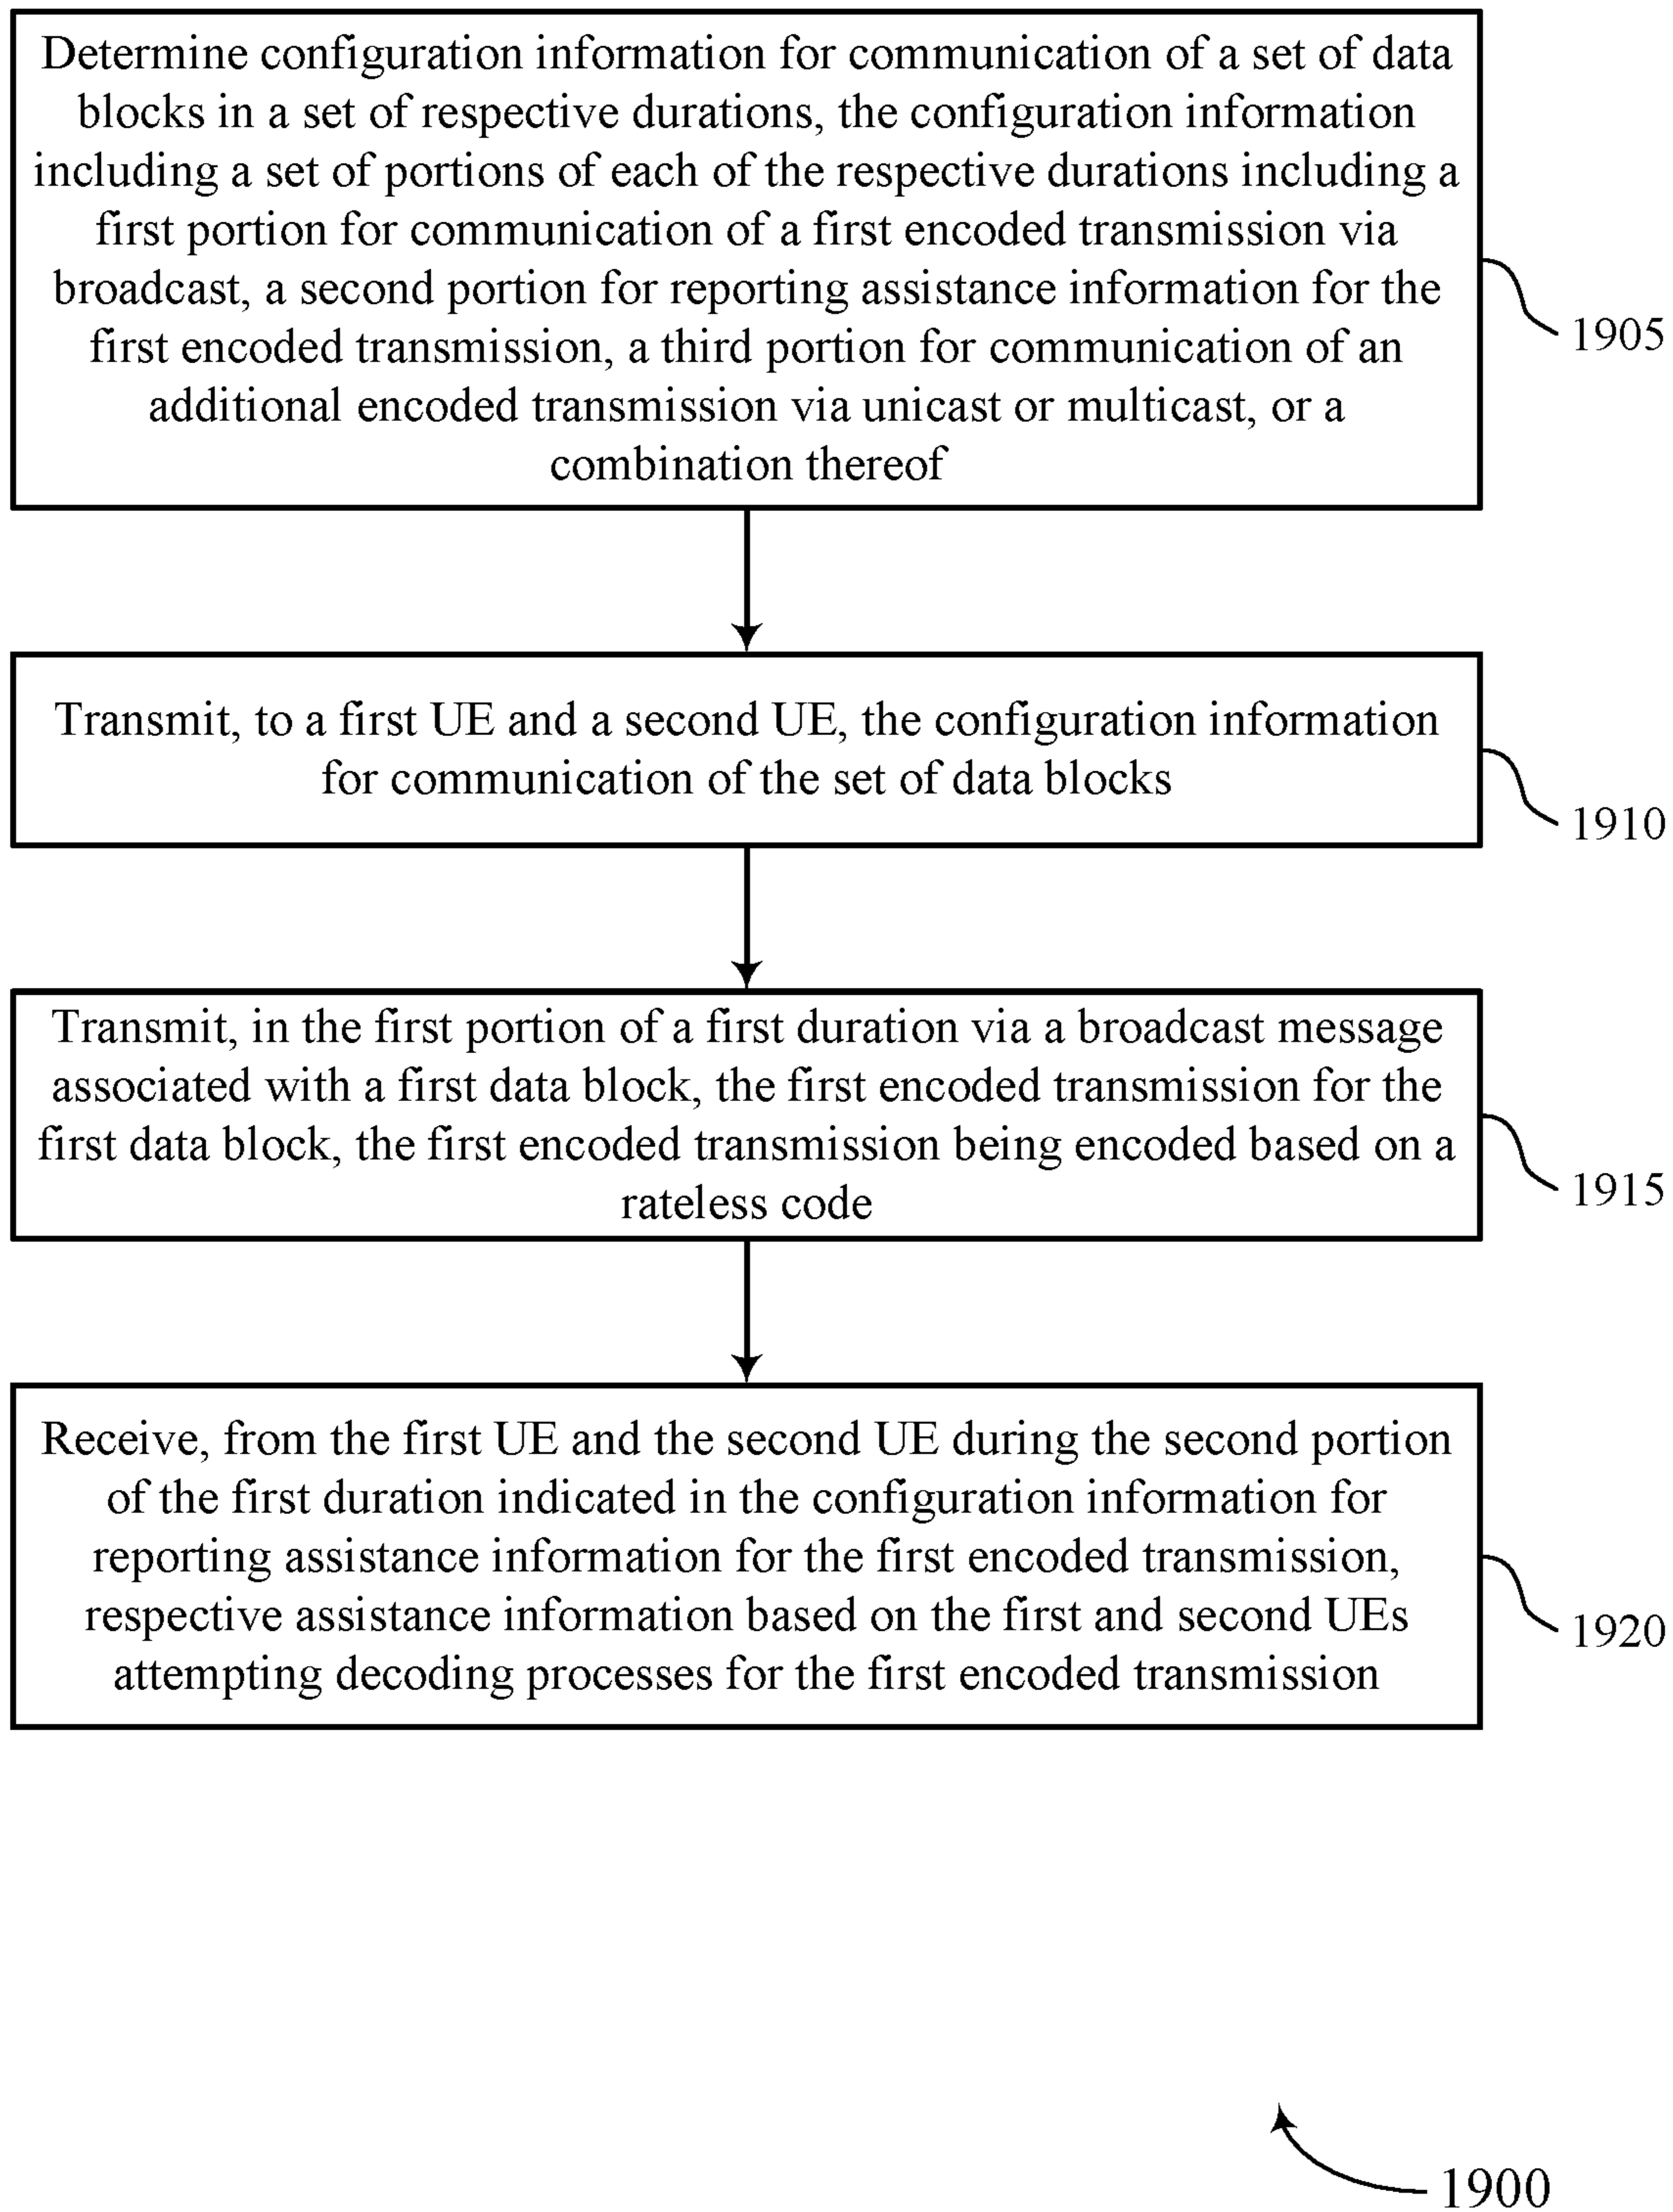 Determine configuration information for communication of a set of data
blocks in a set of respective durations, the configuration information
including a set of portions of each of the respective durations including a
first portion for communication of a first encoded transmission via
broadcast, a second portion for reporting assistance information for the
first encoded transmission, a third portion for communication of an
additional encoded transmission via unicast or multicast, or a
combination thereof
1905
Transmit, to a first UE and a second UE, the configuration information
for communication of the set of data blocks
1910
Transmit, in the first portion of a first duration via a broadcast message
associated with a first data block, the first encoded transmission for the
first data block, the first encoded transmission being encoded based on a
rateless code
1915
Receive, from the first UE and the second UE during the second portion
of the first duration indicated in the configuration information for
reporting assistance information for the first encoded transmission,
respective assistance information based on the first and second UEs
attempting decoding processes for the first encoded transmission
1920
1900